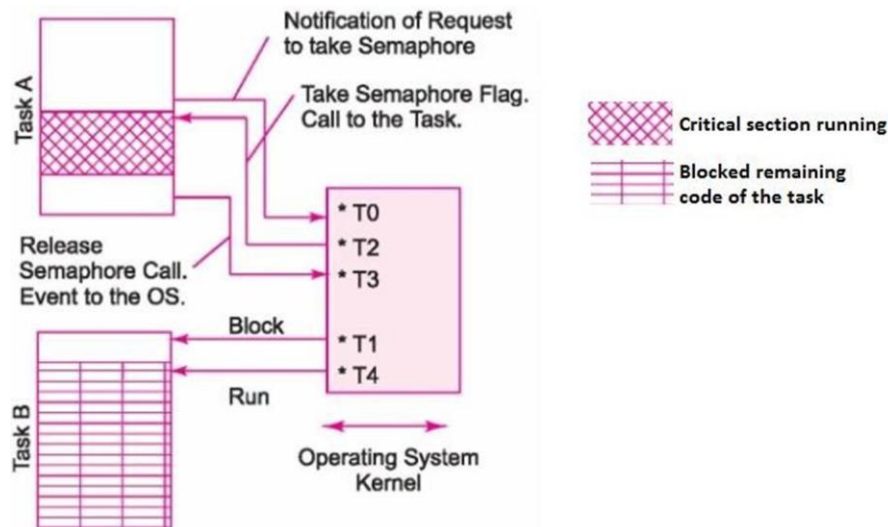 Notification of Request
to take Semaphore
Task A
Take Semaphore Flag.
Call to the Task.
Critical section running
Blocked remaining
code of the task
* T0
* T2
* T3
Release
Semaphore Call.
Event to the OS.
Block
* T1
* T4
Run
Task B
Operating System
Kernel